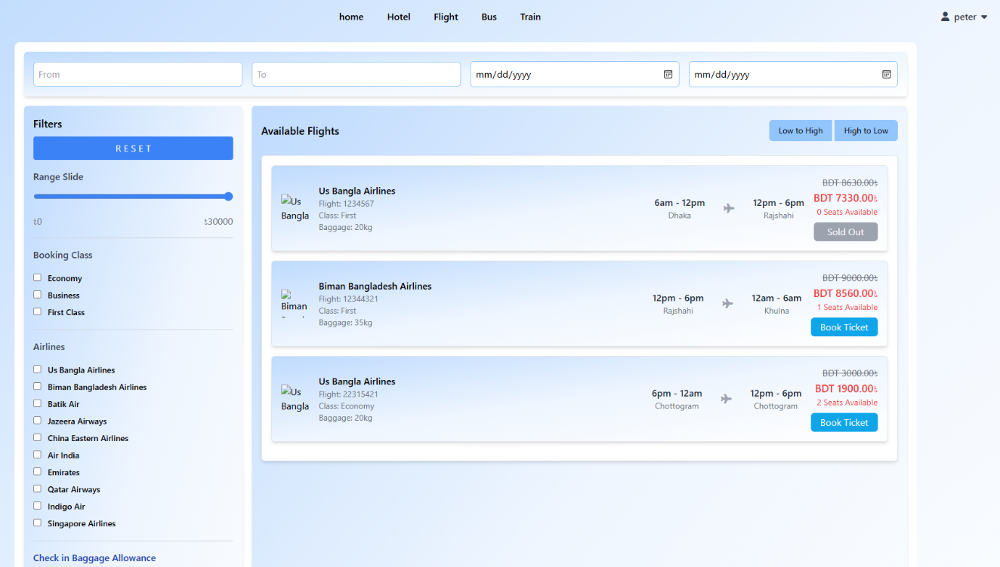 home Hotel Flight Bus Train
peter
From To mm/dd/yyyy mm/dd/yyyy
Filters
RESET
Range Slide
৳0 ৳30000
Booking Class
Economy
Business
First Class
Airlines
Us Bangla Airlines
Biman Bangladesh Airlines
Batik Air
Jazeera Airways
China Eastern Airlines
Air India
Emirates
Qatar Airways
Indigo Air
Singapore Airlines
Check in Baggage Allowance
Available Flights
Low to High High to Low
Us Bangla
Us Bangla Airlines
Flight: 1234567
Class: First
Baggage: 20kg
6am - 12pm
Dhaka
12pm - 6pm
Rajshahi
BDT 8630.00৳
BDT 7330.00৳
0 Seats Available
Sold Out
Biman
Biman Bangladesh Airlines
Flight: 12344321
Class: First
Baggage: 35kg
12pm - 6pm
Rajshahi
12am - 6am
Khulna
BDT 9000.00৳
BDT 8560.00৳
1 Seats Available
Book Ticket
Us Bangla
Us Bangla Airlines
Flight: 22315421
Class: Economy
Baggage: 20kg
6pm - 12am
Chottogram
12pm - 6pm
Chottogram
BDT 3000.00৳
BDT 1900.00৳
2 Seats Available
Book Ticket